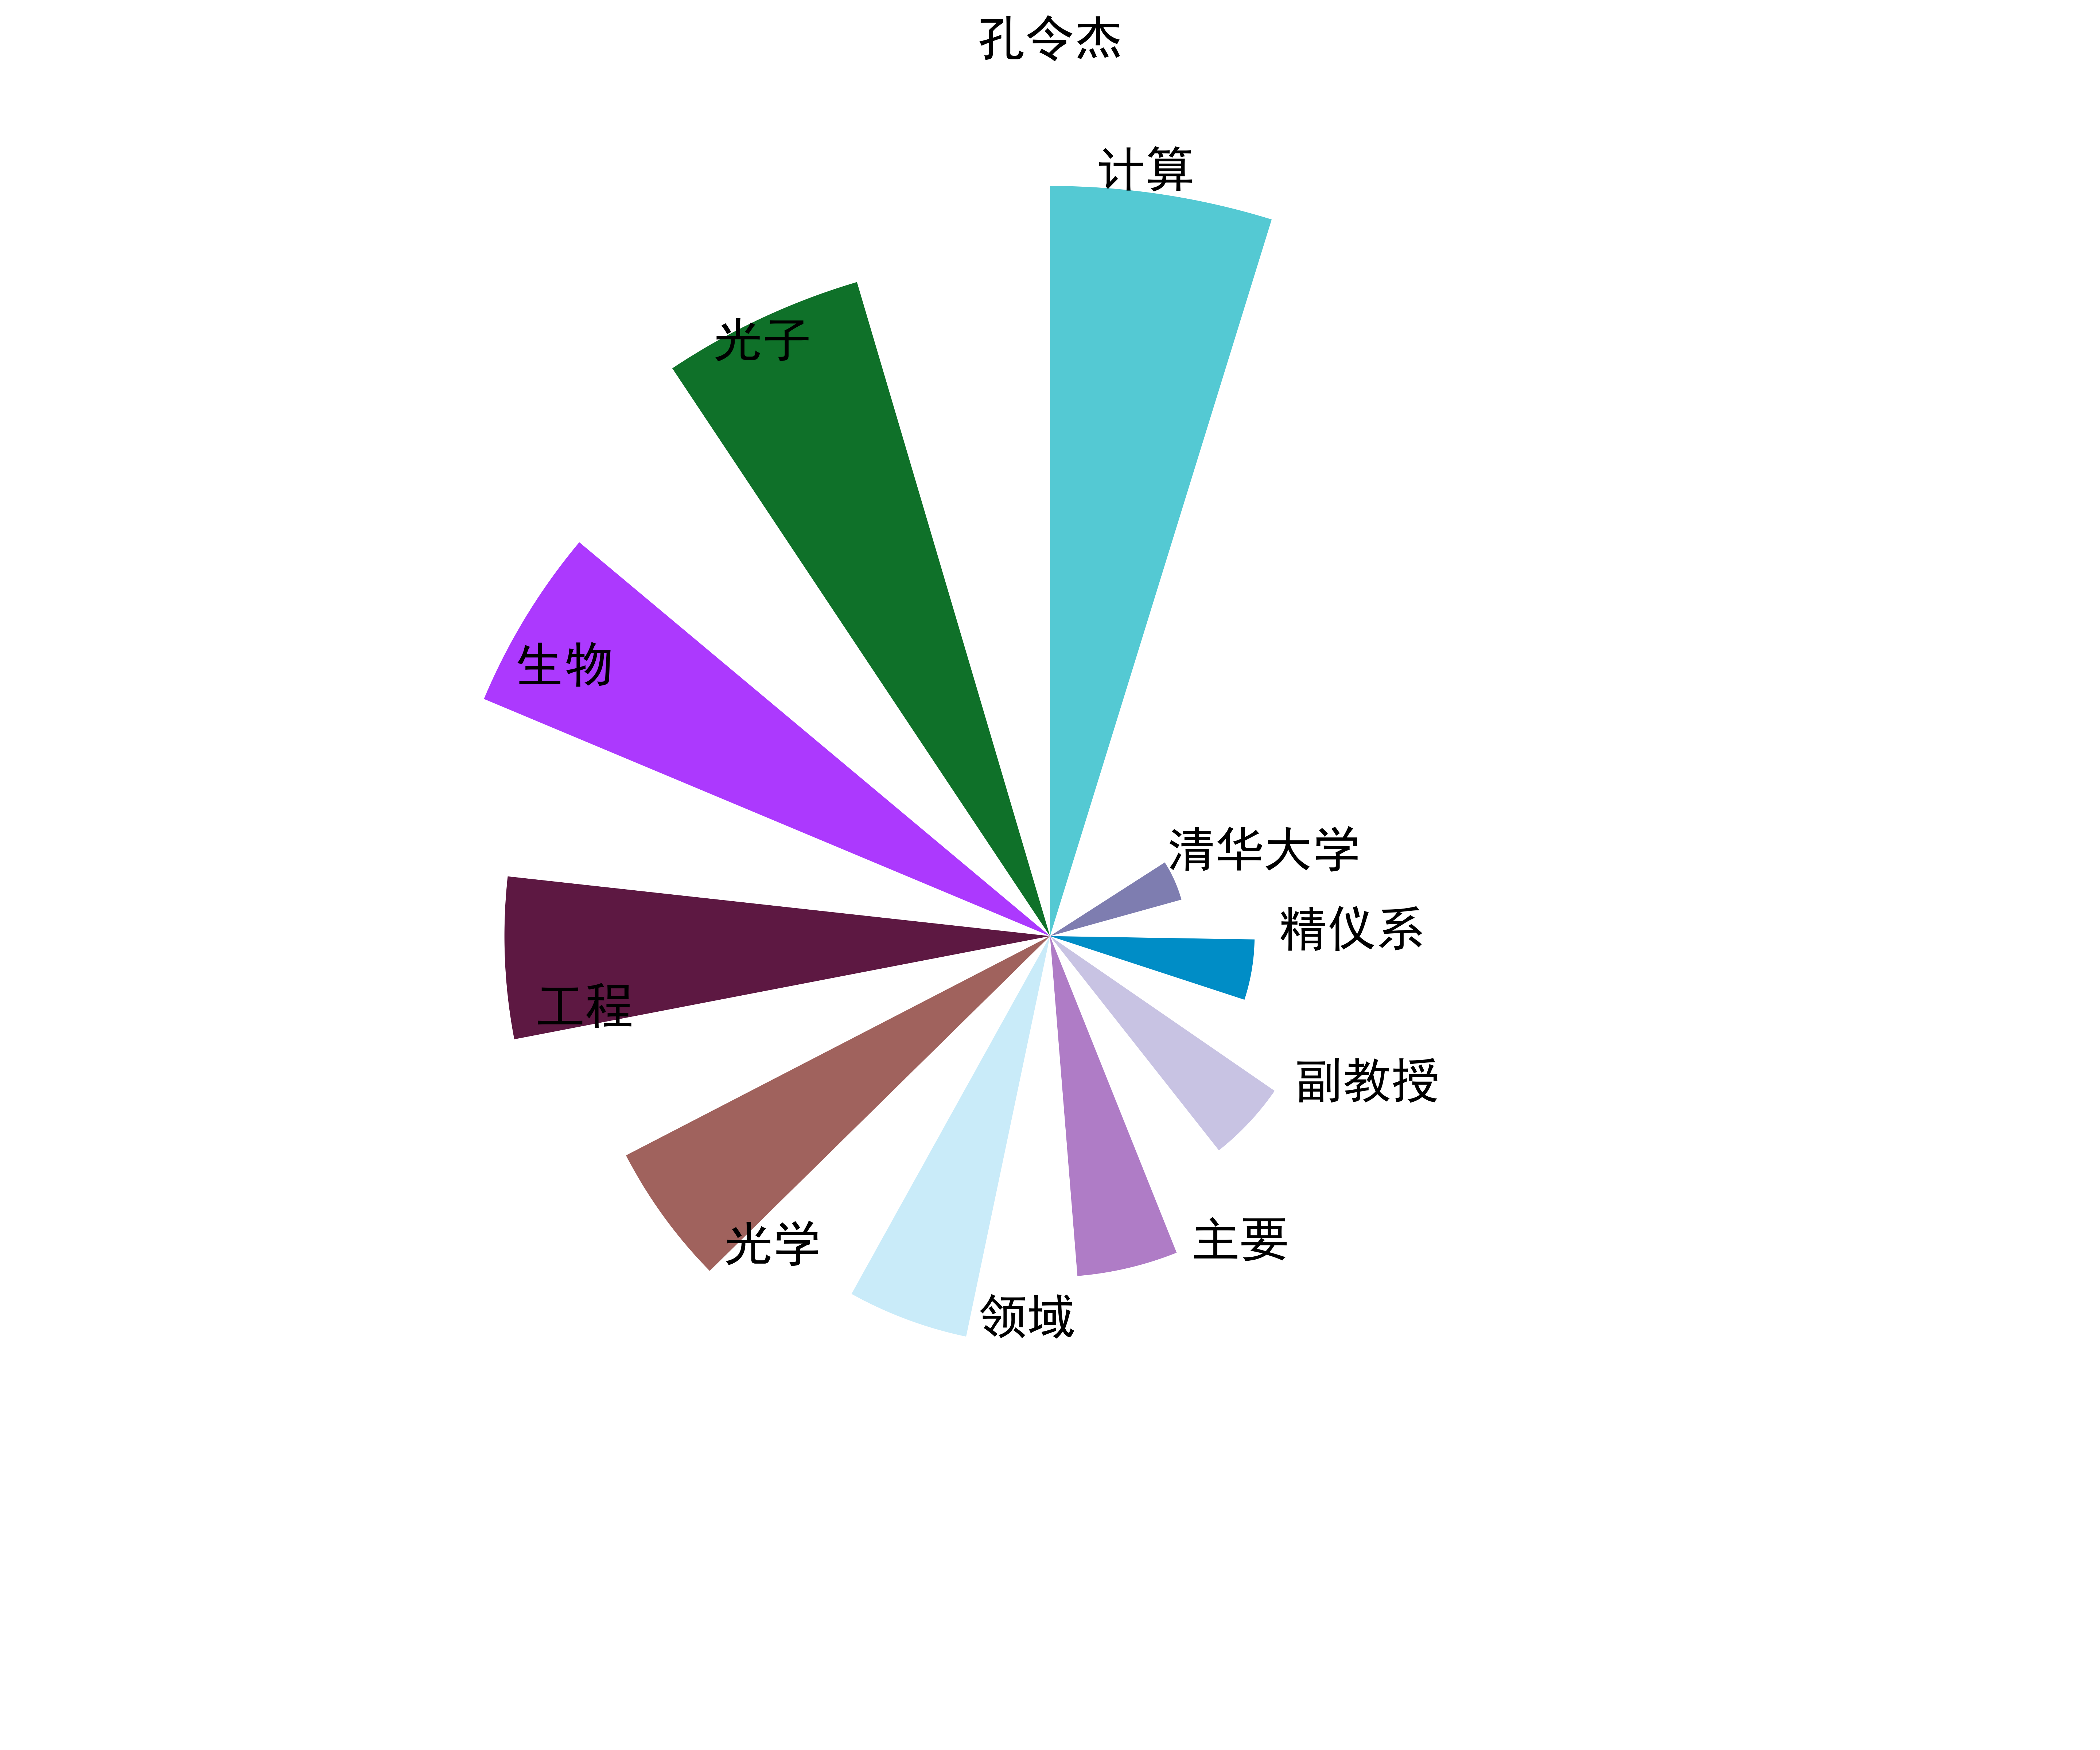 孔令杰
计算
光子
生物
清华大学
精仪系
工程
副教授
主要
光学
领域